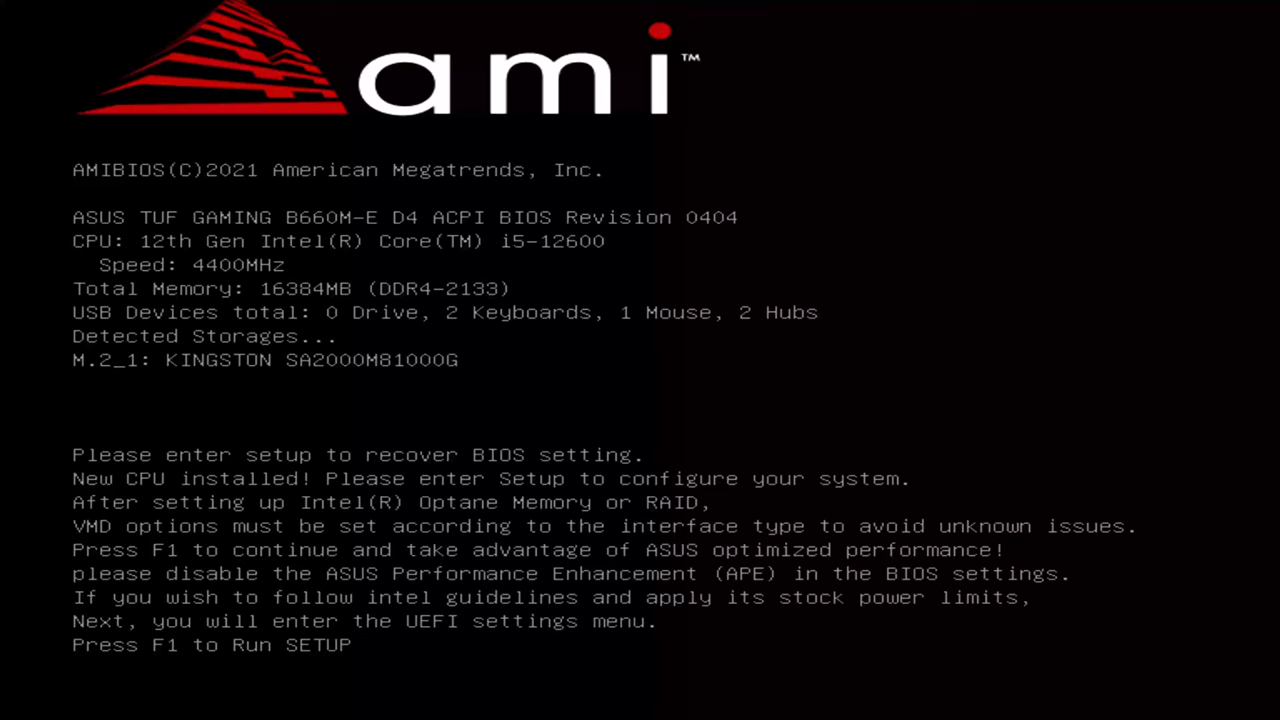 ami™
AMIBIOS(C)2021 American Megatrends, Inc.
ASUS TUF GAMING B660M-E D4 ACPI BIOS Revision 0404
CPU: 12th Gen Intel(R) Core(TM) i5-12600
Speed: 4400MHz
Total Memory: 16384MB (DDR4-2133)
USB Devices total: 0 Drive, 2 Keyboards, 1 Mouse, 2 Hubs
Detected Storages...
M.2_1: KINGSTON SA2000M81000G
Please enter setup to recover BIOS setting.
New CPU installed! Please enter Setup to configure your system.
After setting up Intel(R) Optane Memory or RAID,
VMD options must be set according to the interface type to avoid unknown issues.
Press F1 to continue and take advantage of ASUS optimized performance!
please disable the ASUS Performance Enhancement (APE) in the BIOS settings.
If you wish to follow intel guidelines and apply its stock power limits,
Next, you will enter the UEFI settings menu.
Press F1 to Run SETUP